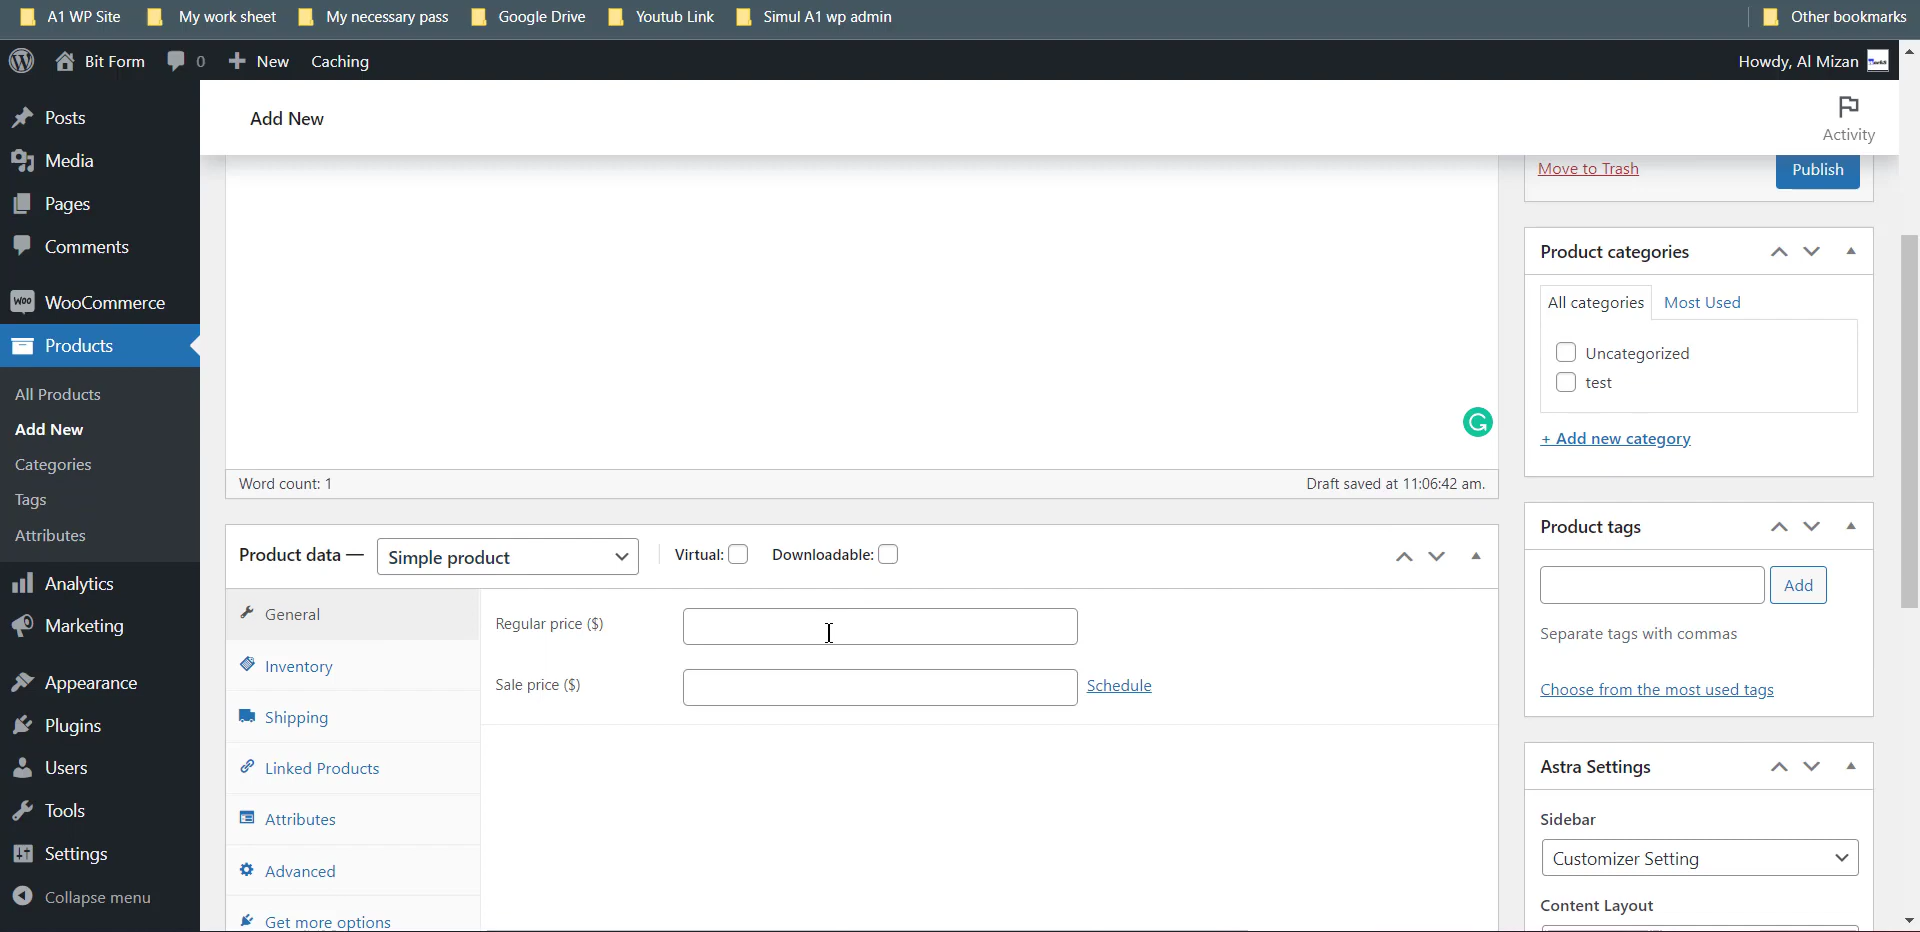 A1 WP Site My work sheet My necessary pass Google Drive Youtub Link Simul A1 wp admin Other bookmarks
Bit Form 0 New Caching Howdy, Al Mizan
Posts
Media
Pages
Comments
WooCommerce
Products
All Products
Add New
Categories
Tags
Attributes
Analytics
Marketing
Appearance
Plugins
Users
Tools
Settings
Collapse menu
Add New
Activity
Word count: 1 Draft saved at 11:06:42 am.
Product data — Simple product Virtual: Downloadable:
General
Inventory
Shipping
Linked Products
Attributes
Advanced
Get more options
Regular price ($)
Sale price ($) Schedule
Move to Trash Publish
Product categories
All categories Most Used
Uncategorized
test
+ Add new category
Product tags
Add
Separate tags with commas
Choose from the most used tags
Astra Settings
Sidebar
Customizer Setting
Content Layout